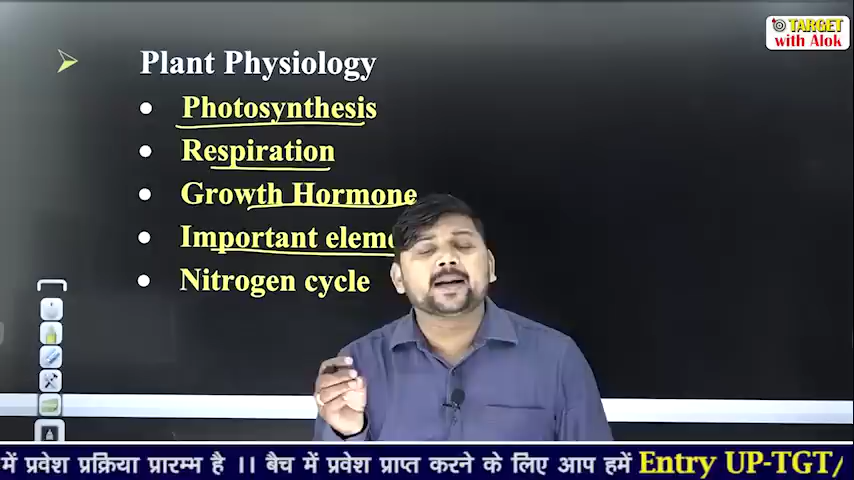 TARGET
with Alok
Plant Physiology
Photosynthesis
Respiration
Growth Hormone
Important
Nitrogen cycle
में प्रवेश प्रक्रिया प्रारम्भ है ।। बैच में प्रवेश प्राप्त करने के लिए आप हमें Entry UP-TGT/